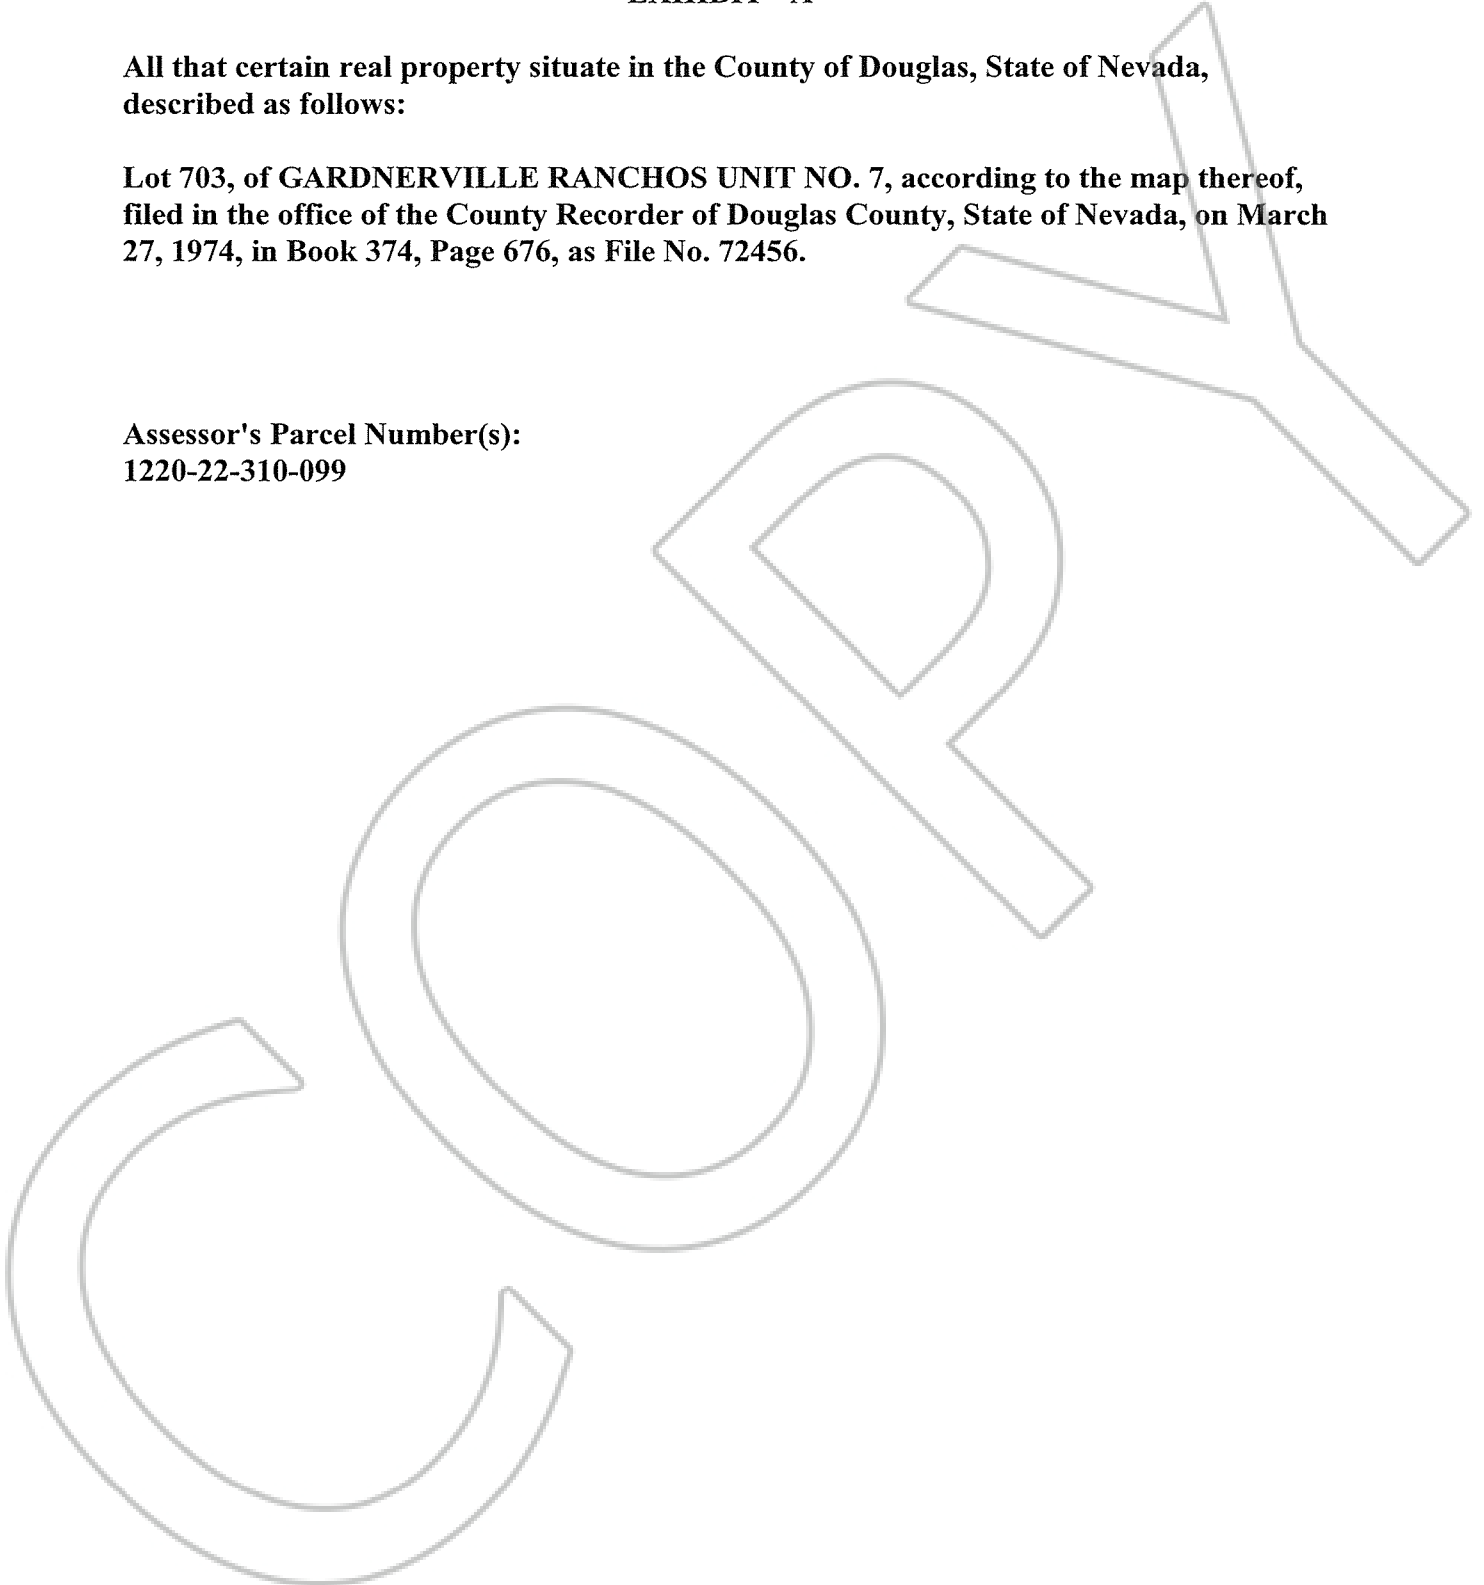 EXHIBIT "A"
All that certain real property situate in the County of Douglas, State of Nevada,
described as follows:
Lot 703, of GARDNERVILLE RANCHOS UNIT NO. 7, according to the map thereof,
filed in the office of the County Recorder of Douglas County, State of Nevada, on March
27, 1974, in Book 374, Page 676, as File No. 72456.
Assessor's Parcel Number(s):
1220-22-310-099
COPY